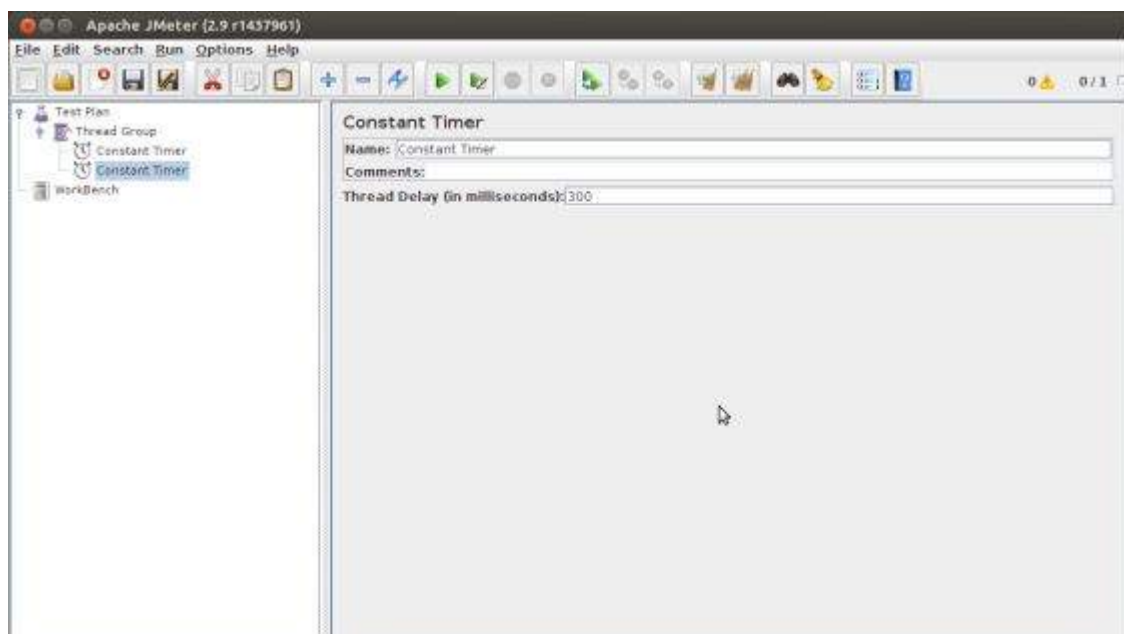 Apache JMeter (2.9 r1437961)
File Edit Search Run Options Help
0 0/1
Test Plan
Thread Group
Constant Timer
Constant Timer
WorkBench
Constant Timer
Name: Constant Timer
Comments:
Thread Delay (in milliseconds): 300